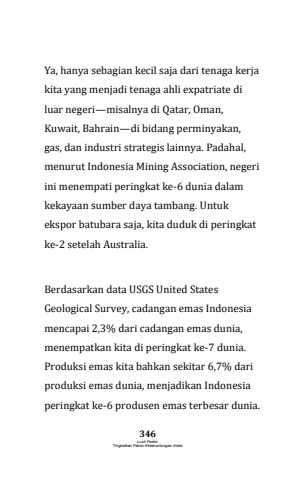 Ya, hanya sebagian kecil saja dari tenaga kerja
kita yang menjadi tenaga ahli expatriate di
luar negeri—misalnya di Qatar, Oman,
Kuwait, Bahrain—di bidang perminyakan,
gas, dan industri strategis lainnya. Padahal,
menurut Indonesia Mining Association, negeri
ini menempati peringkat ke-6 dunia dalam
kekayaan sumber daya tambang. Untuk
ekspor batubara saja, kita duduk di peringkat
ke-2 setelah Australia.
Berdasarkan data USGS United States
Geological Survey, cadangan emas Indonesia
mencapai 2,3% dari cadangan emas dunia,
menempatkan kita di peringkat ke-7 dunia.
Produksi emas kita bahkan sekitar 6,7% dari
produksi emas dunia, menjadikan Indonesia
peringkat ke-6 produsen emas terbesar dunia.
346
Luck Factor
Tingkatkan Faktor Keberuntungan Anda